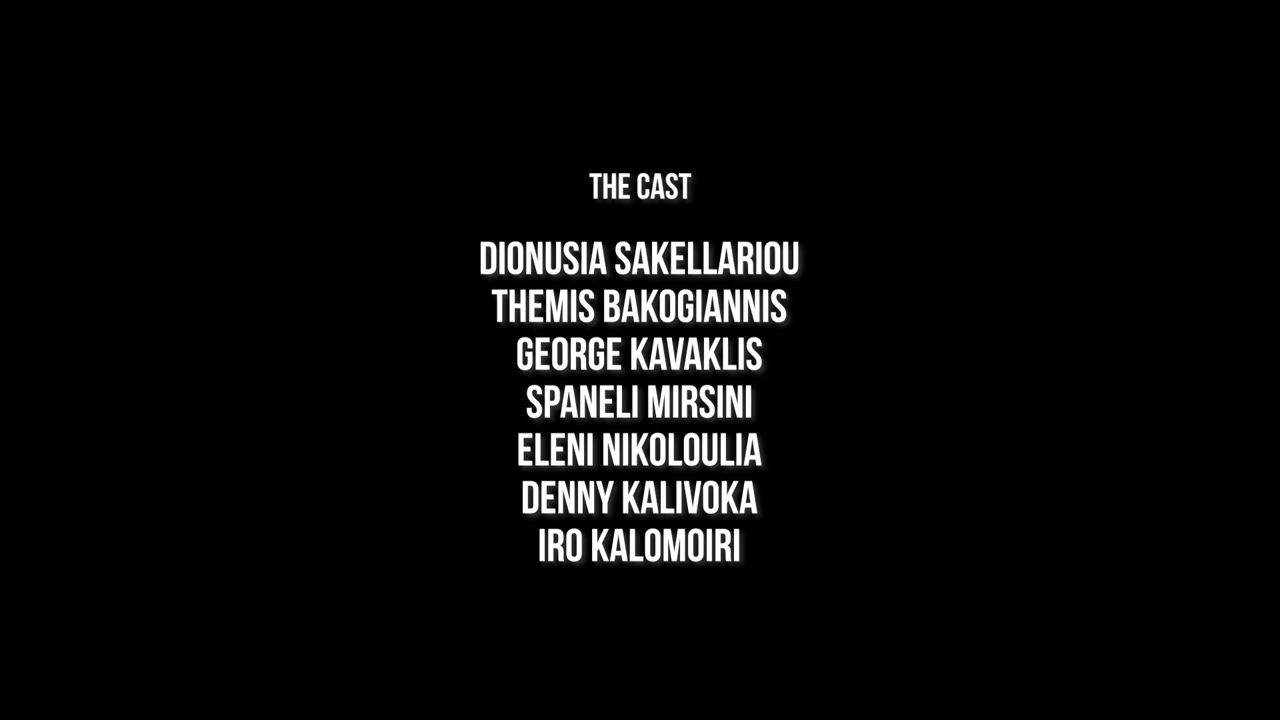 THE CAST
DIONUSIA SAKELLARIOU
THEMIS BAKOGIANNIS
GEORGE KAVAKLIS
SPANELI MIRSINI
ELENI NIKOLOULIA
DENNY KALIVOKA
IRO KALOMOIRI